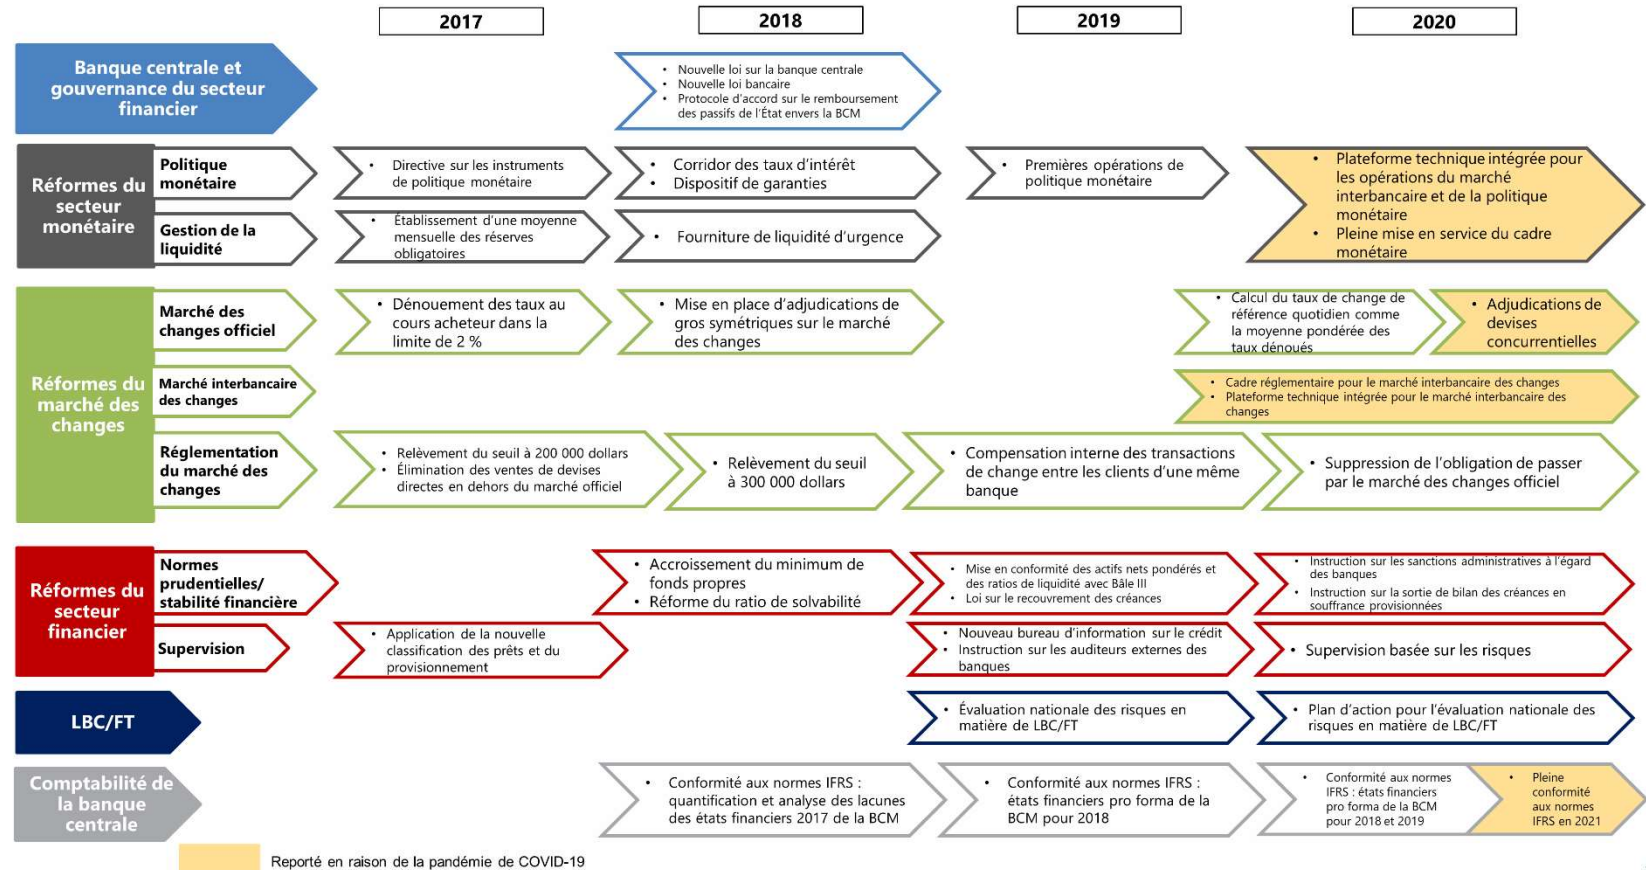 2017
2018
2019
2020
Banque centrale et
gouvernance du secteur
financier
• Nouvelle loi sur la banque centrale
• Nouvelle loi bancaire
• Protocole d'accord sur le remboursement
des passifs de l'État envers la BCM
Réformes du
secteur
monétaire
Politique
monétaire
• Directive sur les instruments
de politique monétaire
• Corridor des taux d'intérêt
• Dispositif de garanties
• Premières opérations de
politique monétaire
• Plateforme technique intégrée pour
les opérations du marché
interbancaire et de la politique
monétaire
• Pleine mise en service du cadre
monétaire
Gestion de la
liquidité
• Établissement d'une moyenne
mensuelle des réserves
obligatoires
• Fourniture de liquidité d'urgence
Réformes du
marché des
changes
Marché des
changes officiel
• Dénouement des taux au
cours acheteur dans la
limite de 2 %
• Mise en place d'adjudications de
gros symétriques sur le marché
des changes
• Calcul du taux de change de
référence quotidien comme
la moyenne pondérée des
taux dénoués
• Adjudications de
devises
concurrentielles
Marché interbancaire
des changes
• Cadre réglementaire pour le marché interbancaire des changes
• Plateforme technique intégrée pour le marché interbancaire des
changes
Réglementation
du marché des
changes
• Relèvement du seuil à 200 000 dollars
• Élimination des ventes de devises
directes en dehors du marché officiel
• Relèvement du seuil
à 300 000 dollars
• Compensation interne des transactions
de change entre les clients d'une même
banque
• Suppression de l'obligation de passer
par le marché des changes officiel
Réformes du
secteur
financier
Normes
prudentielles/
stabilité financière
• Accroissement du minimum de
fonds propres
• Réforme du ratio de solvabilité
• Mise en conformité des actifs nets pondérés et
des ratios de liquidité avec Bâle III
• Loi sur le recouvrement des créances
• Instruction sur les sanctions administratives à l'égard
des banques
• Instruction sur la sortie de bilan des créances en
souffrance provisionnées
Supervision
• Application de la nouvelle
classification des prêts et du
provisionnement
• Nouveau bureau d'information sur le crédit
• Instruction sur les auditeurs externes des
banques
• Supervision basée sur les risques
LBC/FT
• Évaluation nationale des risques en
matière de LBC/FT
• Plan d'action pour l'évaluation nationale des
risques en matière de LBC/FT
Comptabilité de
la banque
centrale
• Conformité aux normes IFRS :
quantification et analyse des lacunes
des états financiers 2017 de la BCM
• Conformité aux normes IFRS :
états financiers pro forma de la
BCM pour 2018
• Conformité aux normes
IFRS : états financiers
pro forma de la BCM
pour 2018 et 2019
• Pleine
conformité
aux normes
IFRS en 2021
Reporté en raison de la pandémie de COVID-19